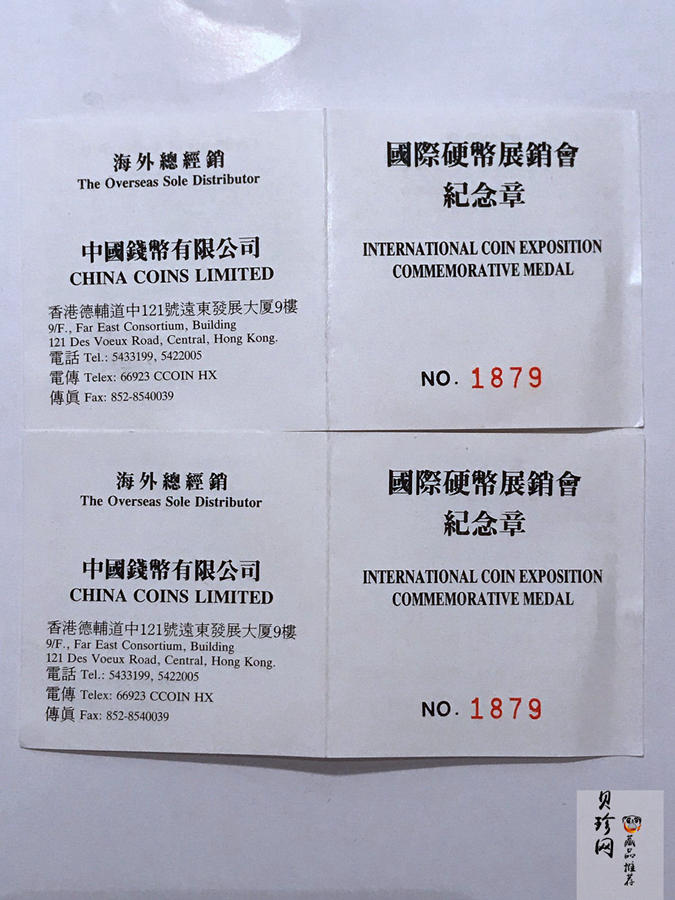 海外總經銷
The Overseas Sole Distributor
中國錢幣有限公司
CHINA COINS LIMITED
香港德輔道中121號遠東發展大厦9樓
9/F., Far East Consortium, Building
121 Des Voeux Road, Central, Hong Kong.
電話 Tel.: 5433199, 5422005
電傳 Telex: 66923 CCOIN HX
傳眞 Fax: 852-8540039
國際硬幣展銷會
紀念章
INTERNATIONAL COIN EXPOSITION
COMMEMORATIVE MEDAL
NO. 1879
海外總經銷
The Overseas Sole Distributor
中國錢幣有限公司
CHINA COINS LIMITED
香港德輔道中121號遠東發展大厦9樓
9/F., Far East Consortium, Building
121 Des Voeux Road, Central, Hong Kong.
電話 Tel.: 5433199, 5422005
電傳 Telex: 66923 CCOIN HX
傳眞 Fax: 852-8540039
國際硬幣展銷會
紀念章
INTERNATIONAL COIN EXPOSITION
COMMEMORATIVE MEDAL
NO. 1879
贝珍网
藏品推荐